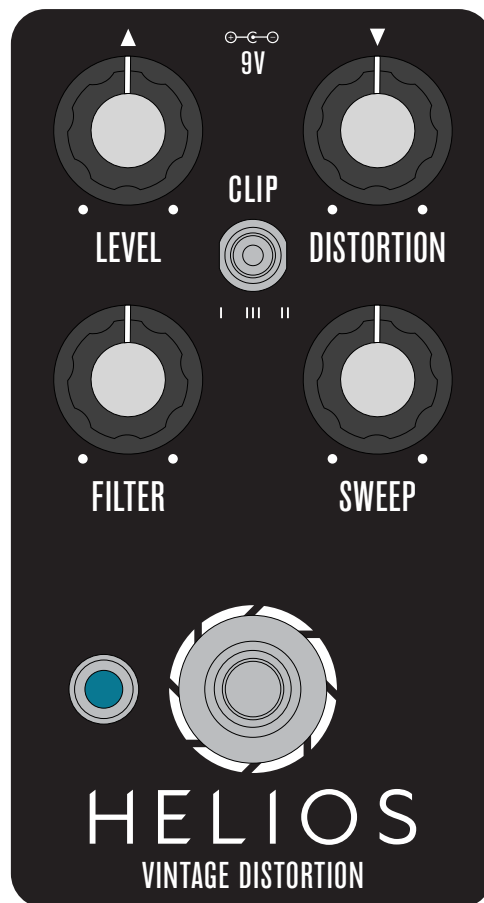 9V
CLIP
LEVEL
DISTORTION
I III II
FILTER
SWEEP
HELIOS
VINTAGE DISTORTION